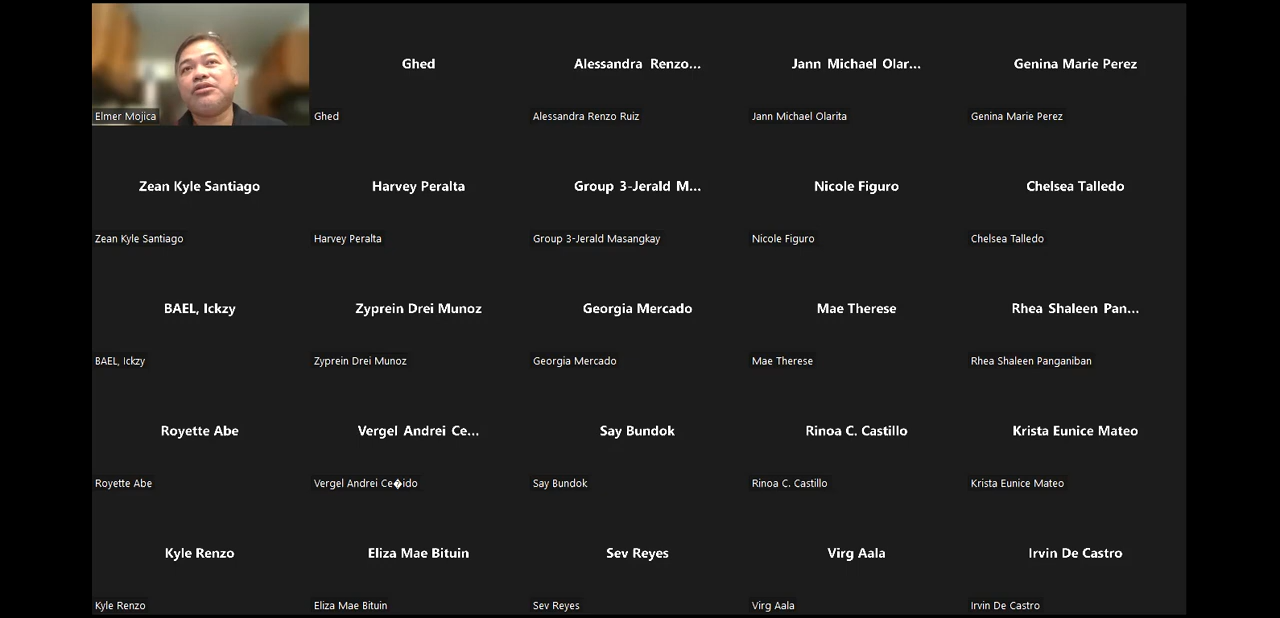 Elmer Mojica
Ghed
Ghed
Alessandra Renzo...
Alessandra Renzo Ruiz
Jann Michael Olar...
Jann Michael Olarita
Genina Marie Perez
Genina Marie Perez
Zean Kyle Santiago
Zean Kyle Santiago
Harvey Peralta
Harvey Peralta
Group 3-Jerald M...
Group 3-Jerald Masangkay
Nicole Figuro
Nicole Figuro
Chelsea Talledo
Chelsea Talledo
BAEL, Ickzy
BAEL, Ickzy
Zyprein Drei Munoz
Zyprein Drei Munoz
Georgia Mercado
Georgia Mercado
Mae Therese
Mae Therese
Rhea Shaleen Pan...
Rhea Shaleen Panganiban
Royette Abe
Royette Abe
Vergel Andrei Ce...
Vergel Andrei Ce�ido
Say Bundok
Say Bundok
Rinoa C. Castillo
Rinoa C. Castillo
Krista Eunice Mateo
Krista Eunice Mateo
Kyle Renzo
Kyle Renzo
Eliza Mae Bituin
Eliza Mae Bituin
Sev Reyes
Sev Reyes
Virg Aala
Virg Aala
Irvin De Castro
Irvin De Castro